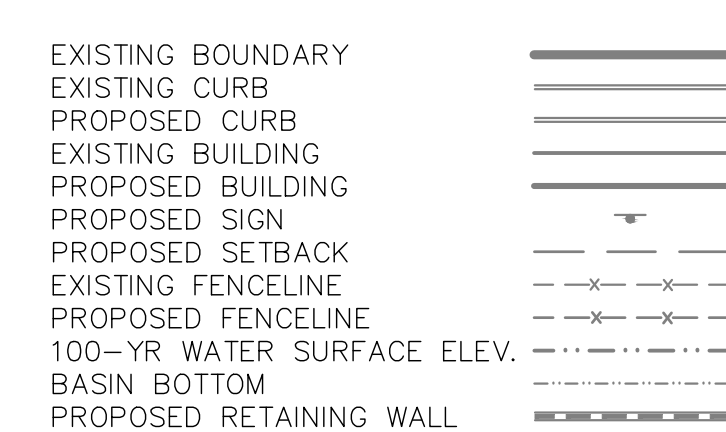 EXISTING BOUNDARY
EXISTING CURB
PROPOSED CURB
EXISTING BUILDING
PROPOSED BUILDING
PROPOSED SIGN
PROPOSED SETBACK
EXISTING FENCELINE
PROPOSED FENCELINE
100-YR WATER SURFACE ELEV.
BASIN BOTTOM
PROPOSED RETAINING WALL